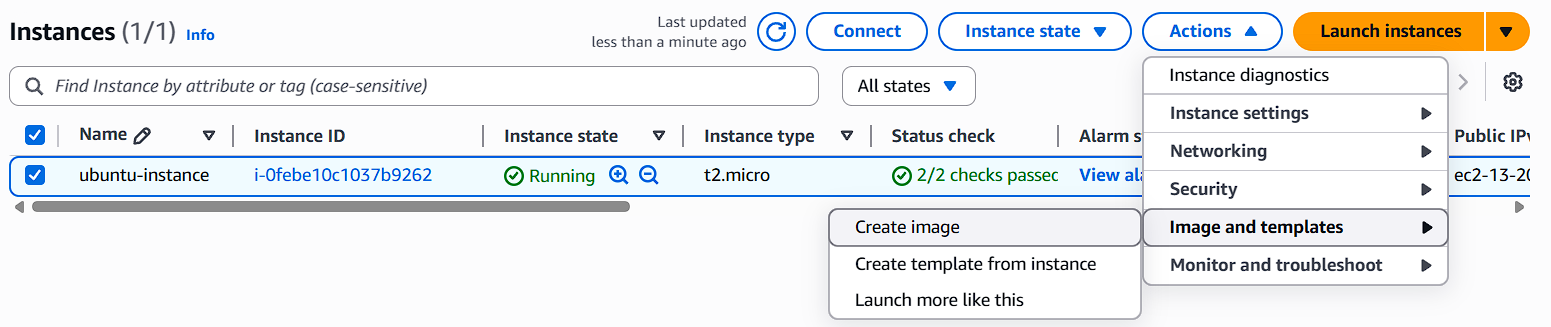 Instances (1/1) Info
Last updated
less than a minute ago
Connect
Instance state
Actions
Launch instances
Find Instance by attribute or tag (case-sensitive)
All states
Instance diagnostics
Instance settings
Networking
Security
Image and templates
Monitor and troubleshoot
Name
Instance ID
Instance state
Instance type
Status check
Alarm s
Public IPv
ubuntu-instance
i-0febe10c1037b9262
Running
t2.micro
2/2 checks passed
View ala
ec2-13-20
Create image
Create template from instance
Launch more like this